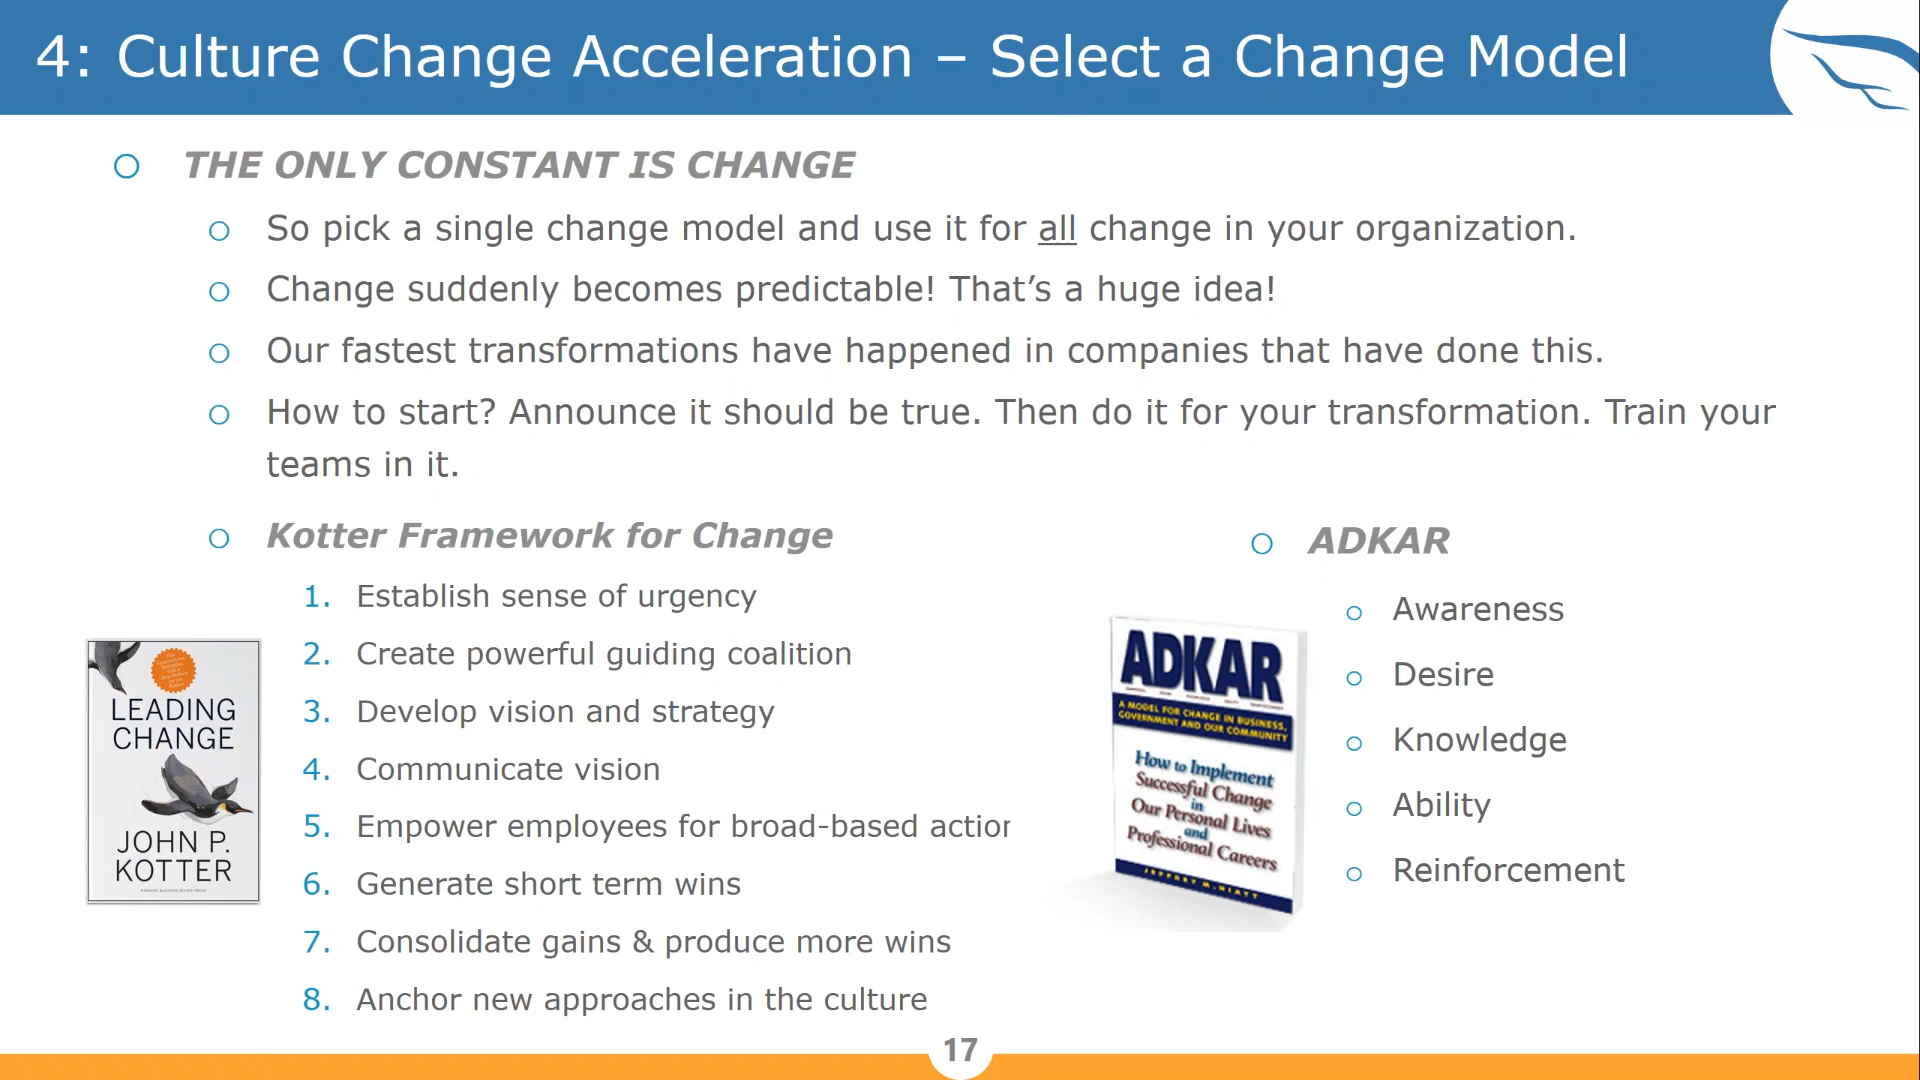 4: Culture Change Acceleration – Select a Change Model
THE ONLY CONSTANT IS CHANGE
So pick a single change model and use it for all change in your organization.
Change suddenly becomes predictable! That's a huge idea!
Our fastest transformations have happened in companies that have done this.
How to start? Announce it should be true. Then do it for your transformation. Train your
teams in it.
Kotter Framework for Change
1. Establish sense of urgency
2. Create powerful guiding coalition
3. Develop vision and strategy
4. Communicate vision
5. Empower employees for broad-based action
6. Generate short term wins
7. Consolidate gains & produce more wins
8. Anchor new approaches in the culture
LEADING
CHANGE
JOHN P.
KOTTER
ADKAR
Awareness
Desire
Knowledge
Ability
Reinforcement
ADKAR
A MODEL FOR CHANGE IN BUSINESS,
GOVERNMENT AND OUR COMMUNITY
How to Implement
Successful Change
in
Our Personal Lives
and
Professional Careers
JEFFREY M. HIATT
17